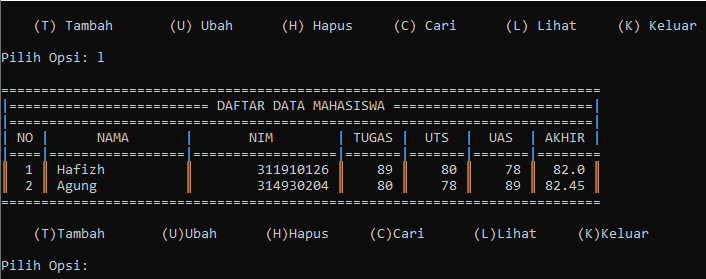 (T) Tambah (U) Ubah (H) Hapus (C) Cari (L) Lihat (K) Keluar
Pilih Opsi: l
==========================================================================
|========================= DAFTAR DATA MAHASISWA =========================|
|=========================================================================|
| NO | NAMA | NIM | TUGAS | UTS | UAS | AKHIR |
|====|=================|==================|=======|=======|=======|=======|
║ 1 ║ Hafizh ║ 311910126 ║ 89 ║ 80 ║ 78 ║ 82.0 ║
║ 2 ║ Agung ║ 314930204 ║ 80 ║ 78 ║ 89 ║ 82.45 ║
==========================================================================
(T)Tambah (U)Ubah (H)Hapus (C)Cari (L)Lihat (K)Keluar
Pilih Opsi: